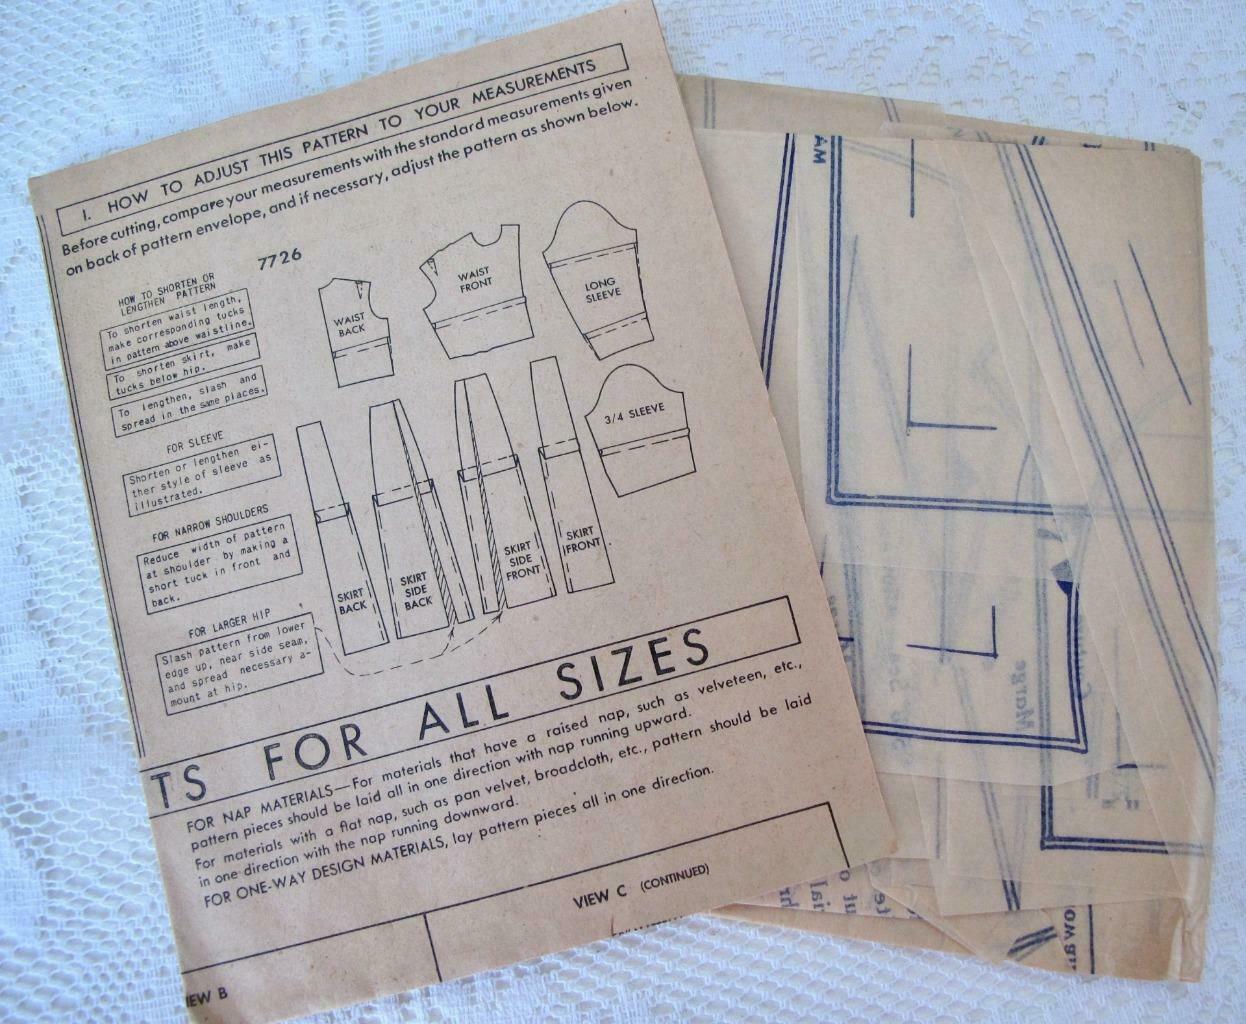 I. HOW TO ADJUST THIS PATTERN TO YOUR MEASUREMENTS
Before cutting, compare your measurements with the standard measurements given
on back of pattern envelope, and if necessary, adjust the pattern as shown below.
7726
HOW TO SHORTEN OR
LENGTHEN PATTERN
To shorten waist length,
make corresponding tucks
in pattern above waistline.
To shorten skirt, make
tucks below hip.
To lengthen, slash and
spread in the same places.
FOR SLEEVE
Shorten or lengthen ei-
ther style of sleeve as
illustrated.
FOR NARROW SHOULDERS
Reduce width of pattern
at shoulder by making a
short tuck in front and
back.
FOR LARGER HIP
Slash pattern from lower
edge up, near side seam,
and spread necessary a-
mount at hip.
WAIST
BACK
WAIST
FRONT
LONG
SLEEVE
3/4 SLEEVE
SKIRT
BACK
SKIRT
SIDE
BACK
SKIRT
SIDE
FRONT
SKIRT
FRONT
TS FOR ALL SIZES
FOR NAP MATERIALS—For materials that have a raised nap, such as velveteen, etc.,
pattern pieces should be laid all in one direction with nap running upward.
For materials with a flat nap, such as pan velvet, broadcloth, etc., pattern should be laid
in one direction with the nap running downward.
FOR ONE-WAY DESIGN MATERIALS, lay pattern pieces all in one direction.
VIEW C (CONTINUED)
IEW B
AM
Marge